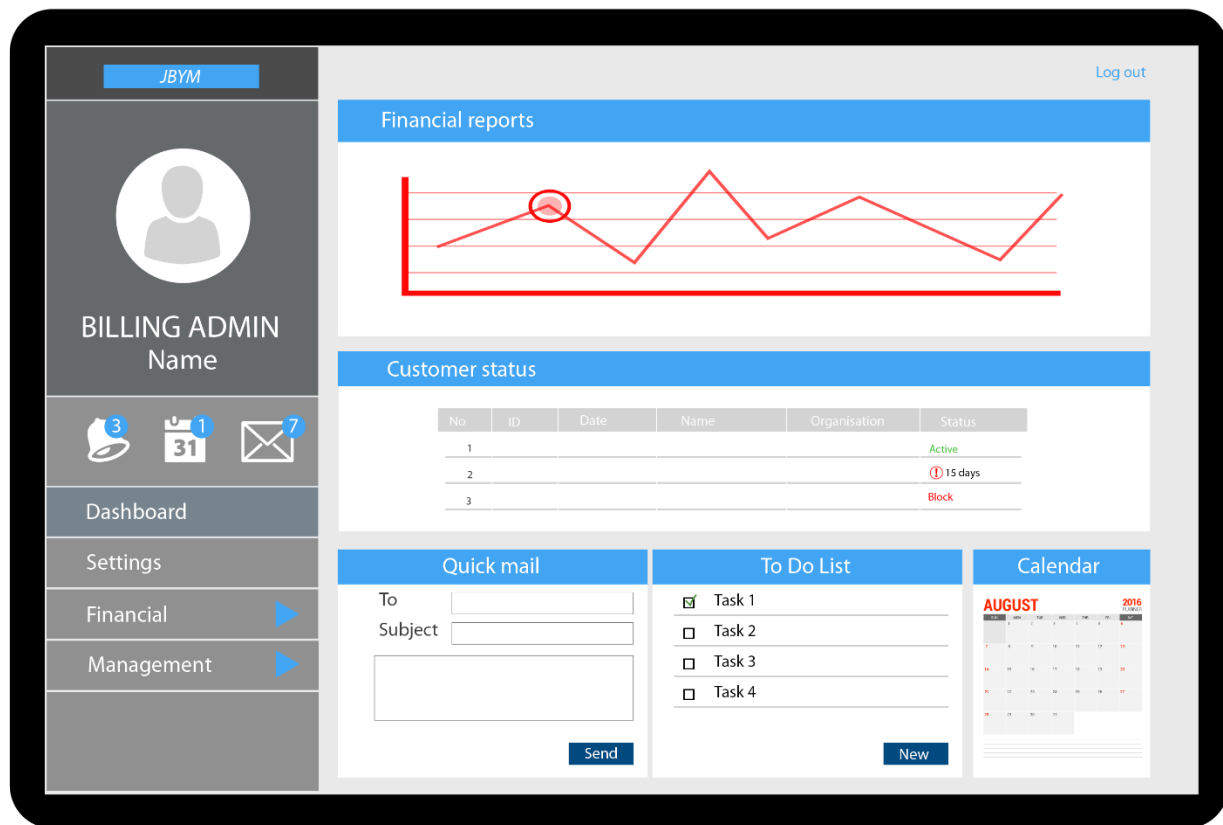 JBYM
Log out
BILLING ADMIN
Name
3
1
31
7
Dashboard
Settings
Financial
Management
Financial reports
Customer status
No ID Date Name Organisation Status
1 Active
2 ! 15 days
3 Block
Quick mail
To
Subject
Send
To Do List
Task 1
Task 2
Task 3
Task 4
New
Calendar
AUGUST 2016